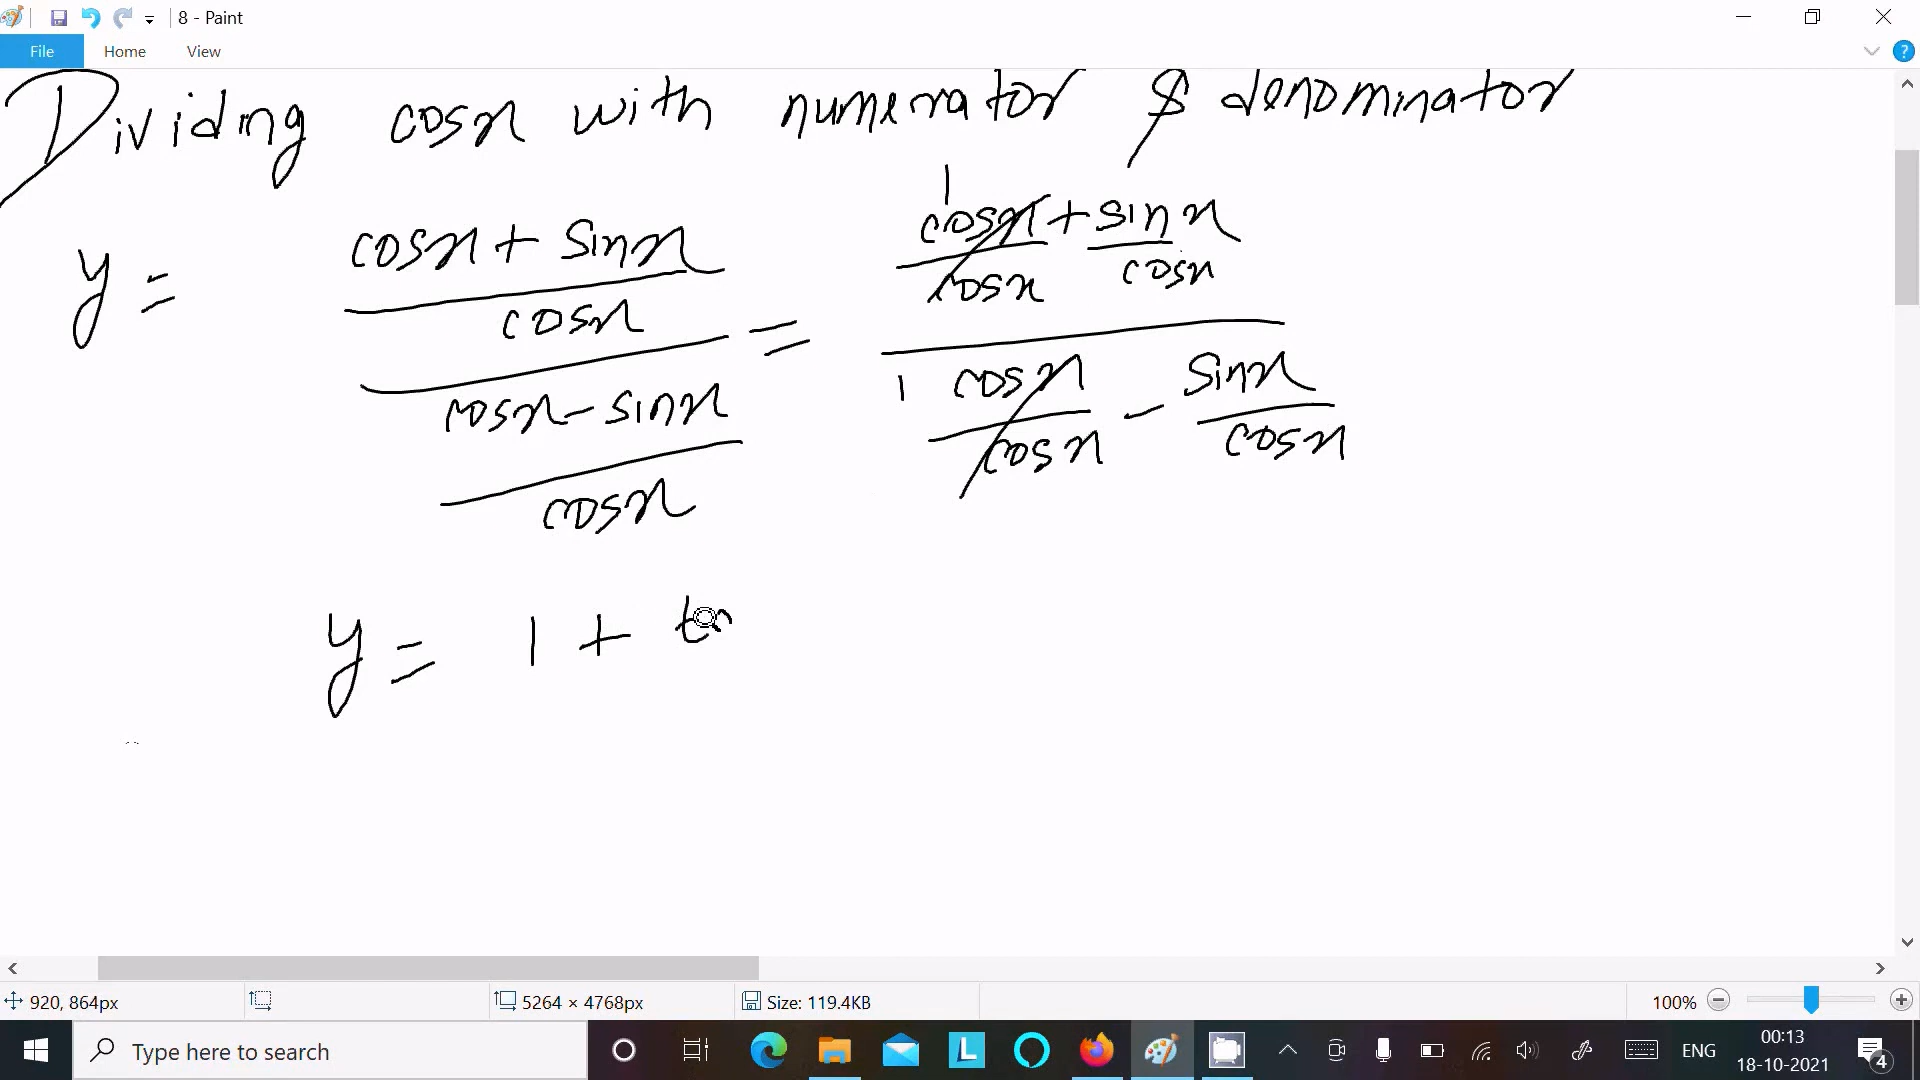 8 - Paint
File Home View
Dividing cosx with numerator & denominator
y = cosx + sinx / cosx / cosx - sinx / cosx = 1 cosx / cosx + sinx / cosx / 1 cosx / cosx - sinx / cosx
y = 1 + tan
920, 864px 5264 × 4768px Size: 119.4KB 100%
Type here to search L ENG 00:13
18-10-2021 4